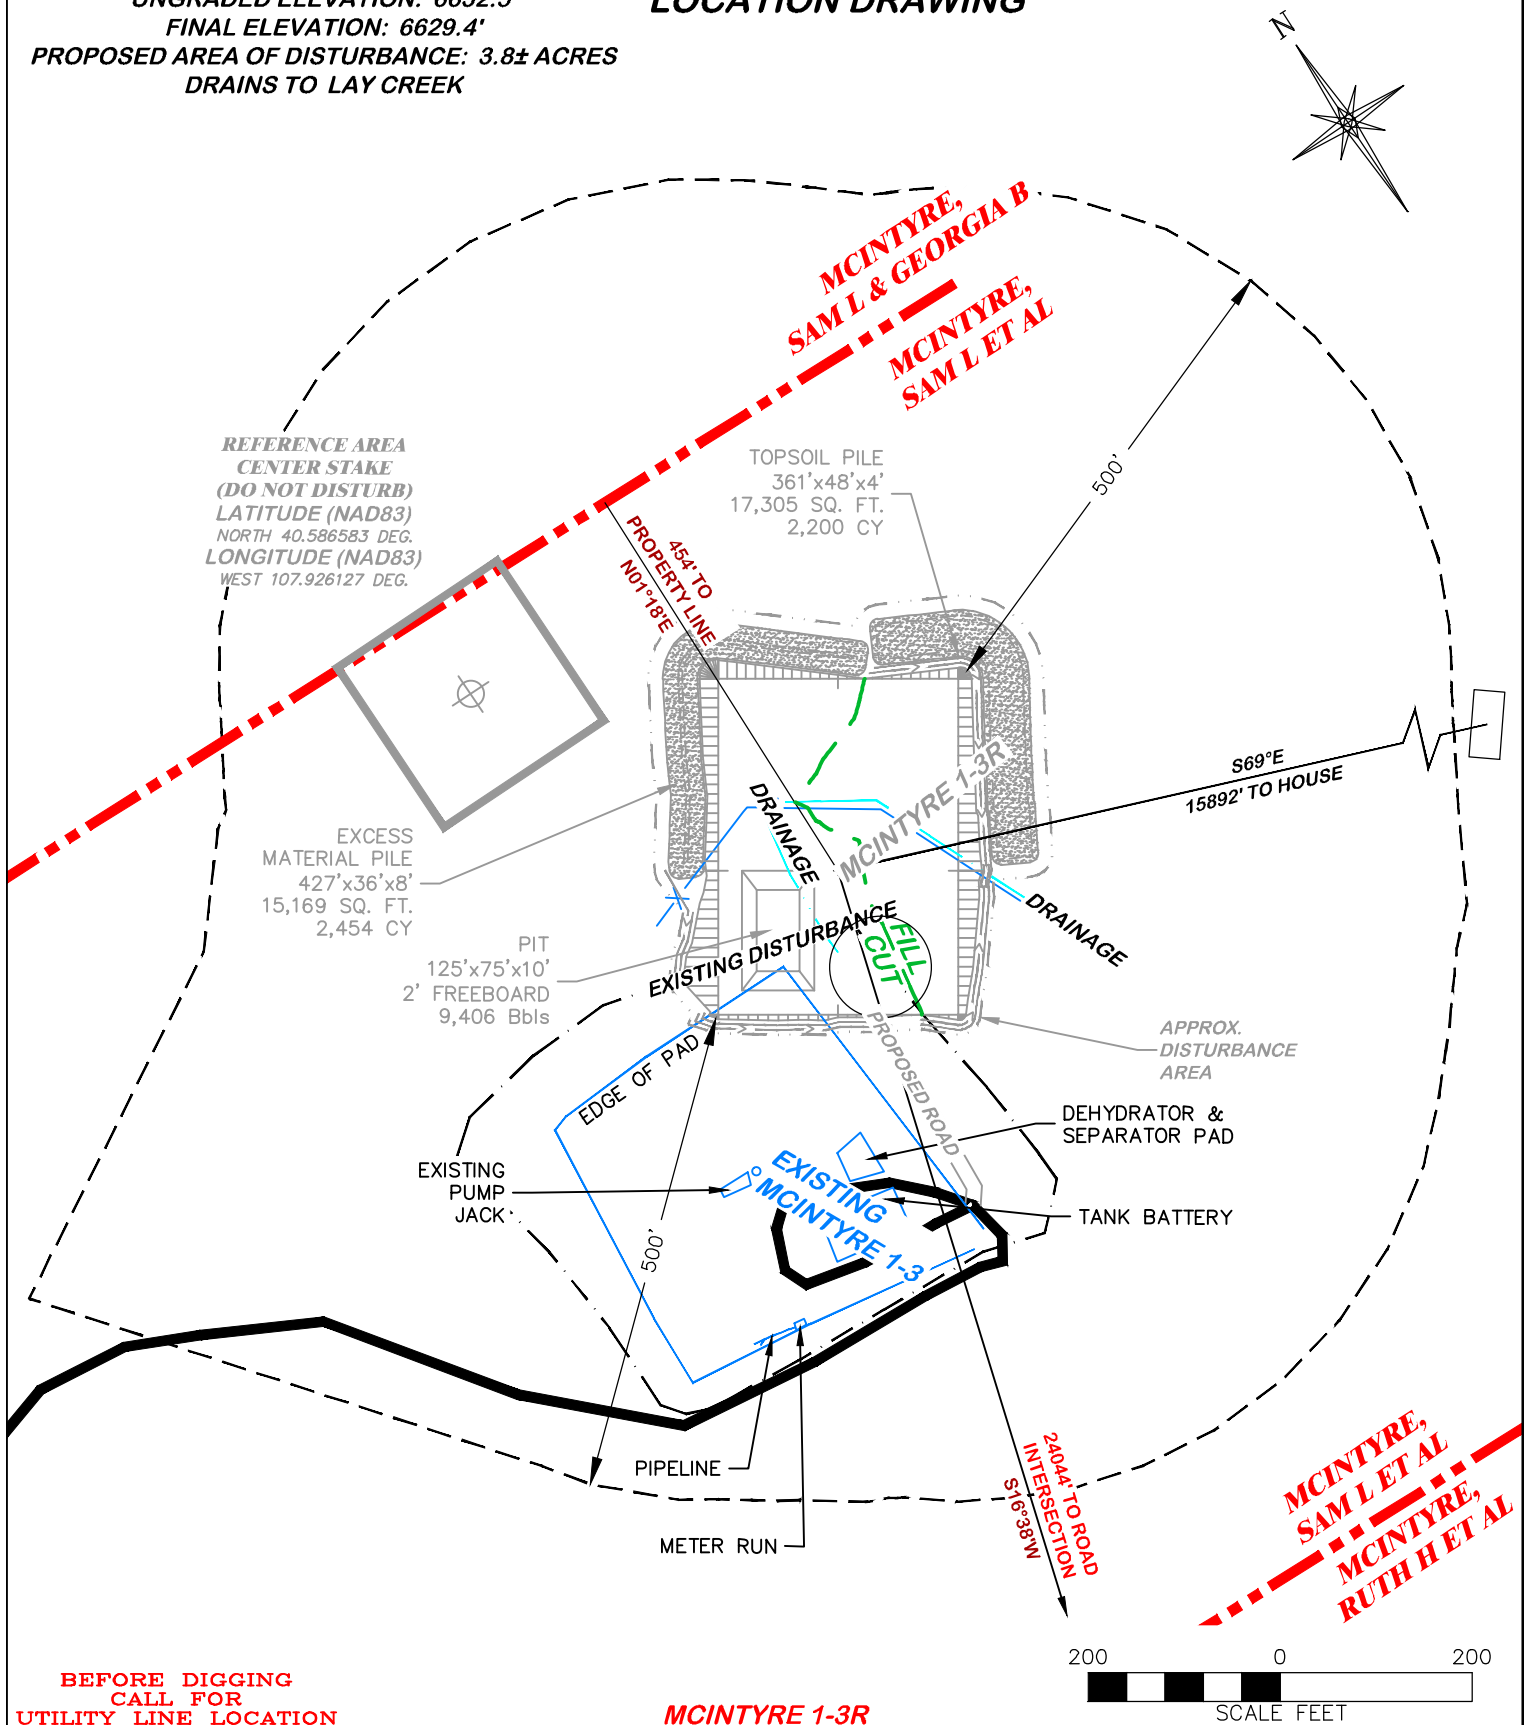 UNGRADED ELEVATION: 6632.9'
FINAL ELEVATION: 6629.4'
PROPOSED AREA OF DISTURBANCE: 3.8± ACRES
DRAINS TO LAY CREEK
LOCATION DRAWING
N
MCINTYRE,
SAM L & GEORGIA B
MCINTYRE,
SAM L ET AL
REFERENCE AREA
CENTER STAKE
(DO NOT DISTURB)
LATITUDE (NAD83)
NORTH 40.586583 DEG.
LONGITUDE (NAD83)
WEST 107.926127 DEG.
TOPSOIL PILE
361'x48'x4'
17,305 SQ. FT.
2,200 CY
500'
454' TO
PROPERTY LINE
N01°18'E
S69°E
15892' TO HOUSE
MCINTYRE 1-3R
DRAINAGE
EXCESS
MATERIAL PILE
427'x36'x8'
15,169 SQ. FT.
2,454 CY
PIT
125'x75'x10'
2' FREEBOARD
9,406 Bbls
EXISTING DISTURBANCE
FILL
CUT
DRAINAGE
APPROX.
DISTURBANCE
AREA
PROPOSED ROAD
EDGE OF PAD
DEHYDRATOR &
SEPARATOR PAD
EXISTING
PUMP
JACK
EXISTING
MCINTYRE 1-3
TANK BATTERY
500'
PIPELINE
METER RUN
24044' TO ROAD
INTERSECTION
S16°38'W
MCINTYRE,
SAM L ET AL
MCINTYRE,
RUTH H ET AL
BEFORE DIGGING
CALL FOR
UTILITY LINE LOCATION
MCINTYRE 1-3R
200 0 200
SCALE FEET